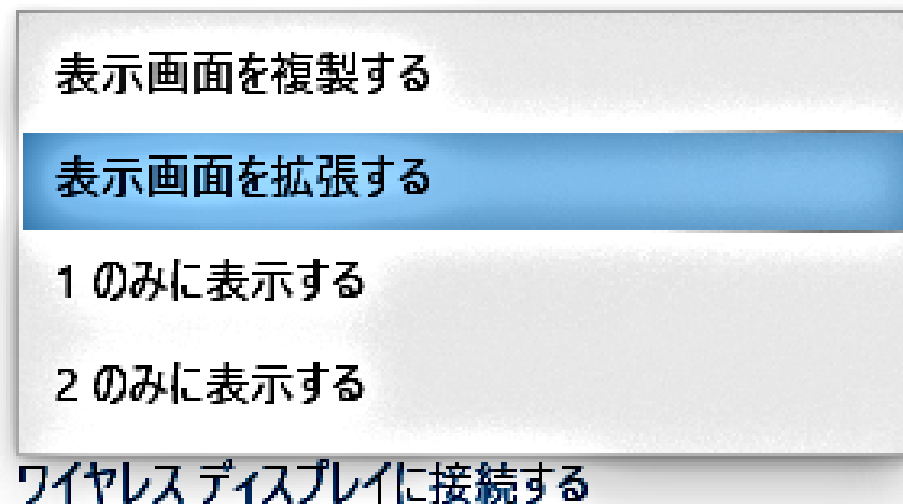 表示画面を複製する
表示画面を拡張する
1 のみに表示する
2 のみに表示する
ワイヤレス ディスプレイに接続する